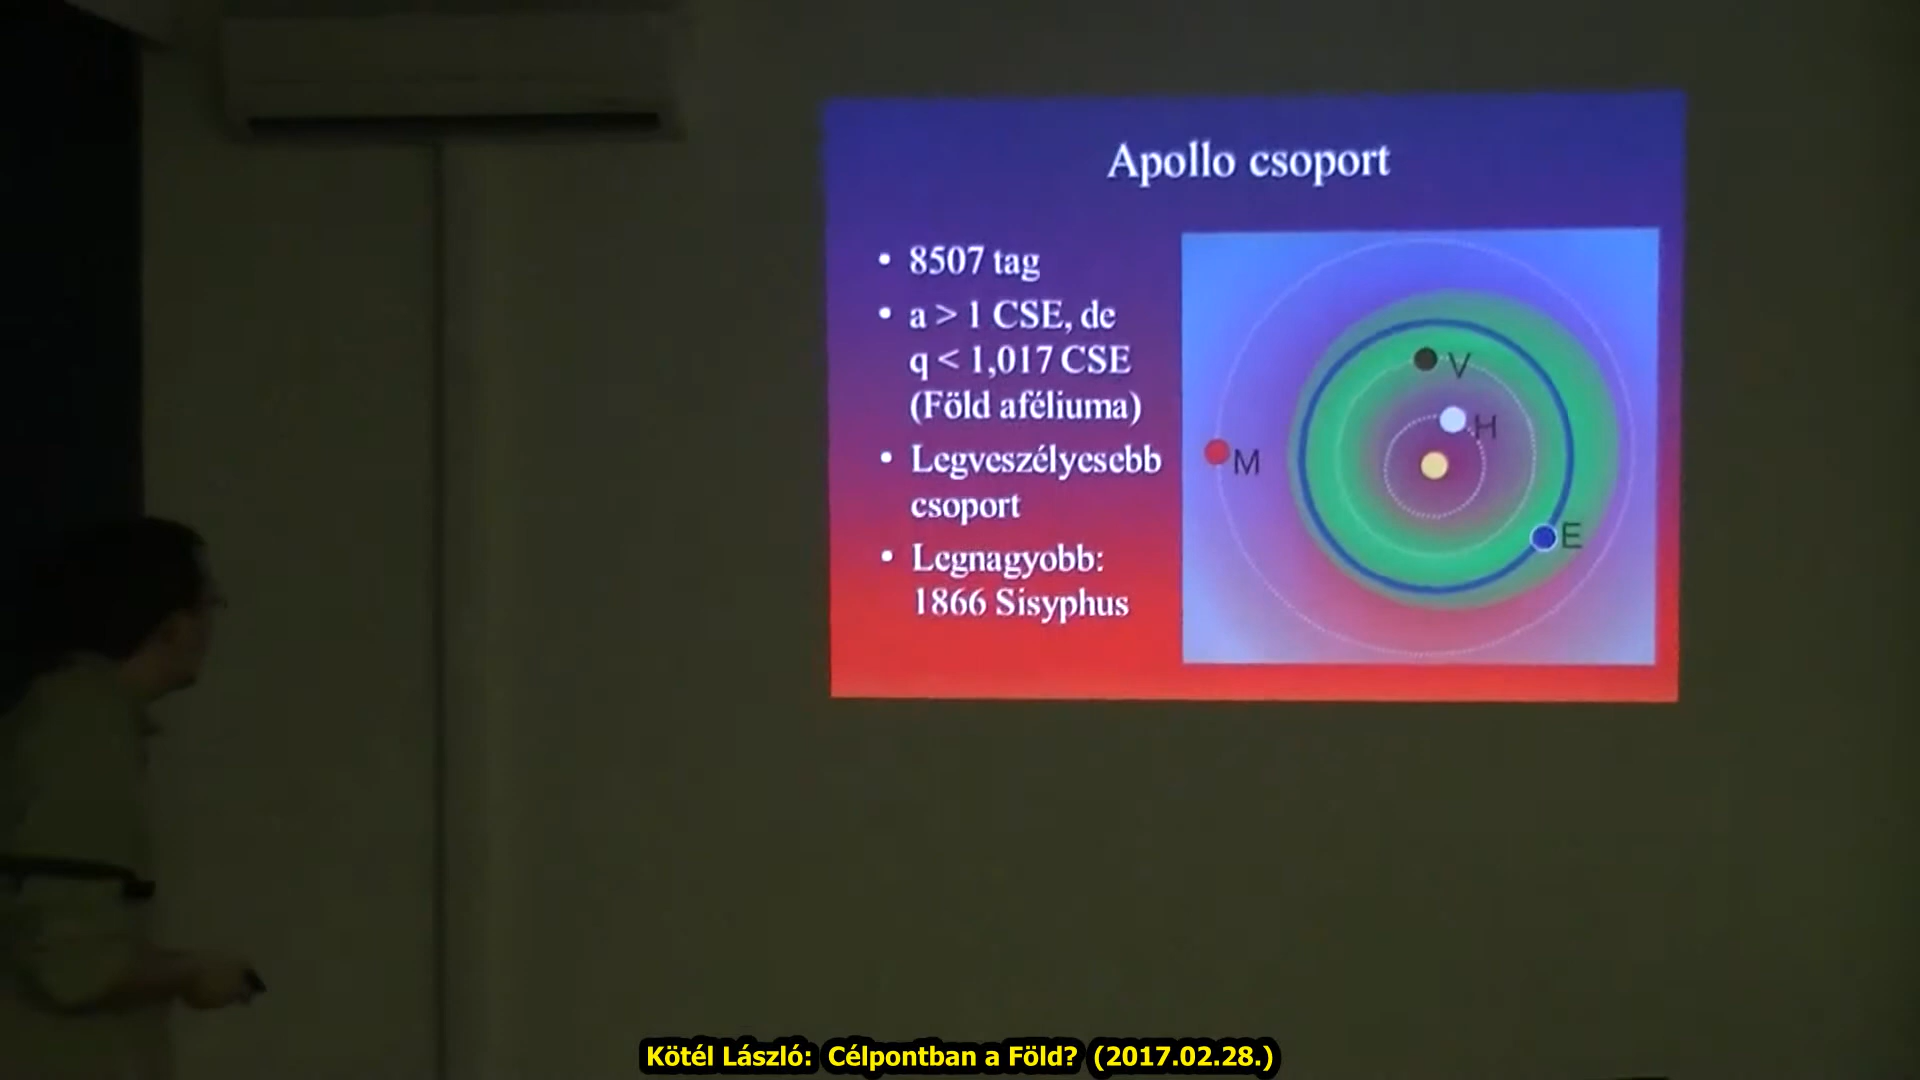 Apollo csoport
• 8507 tag
• a > 1 CSE, de
q < 1,017 CSE
(Föld aféliuma)
• Legveszélyesebb
csoport
• Legnagyobb:
1866 Sisyphus
V
H
M
E
Kötél László: Célpontban a Föld? (2017.02.28.)